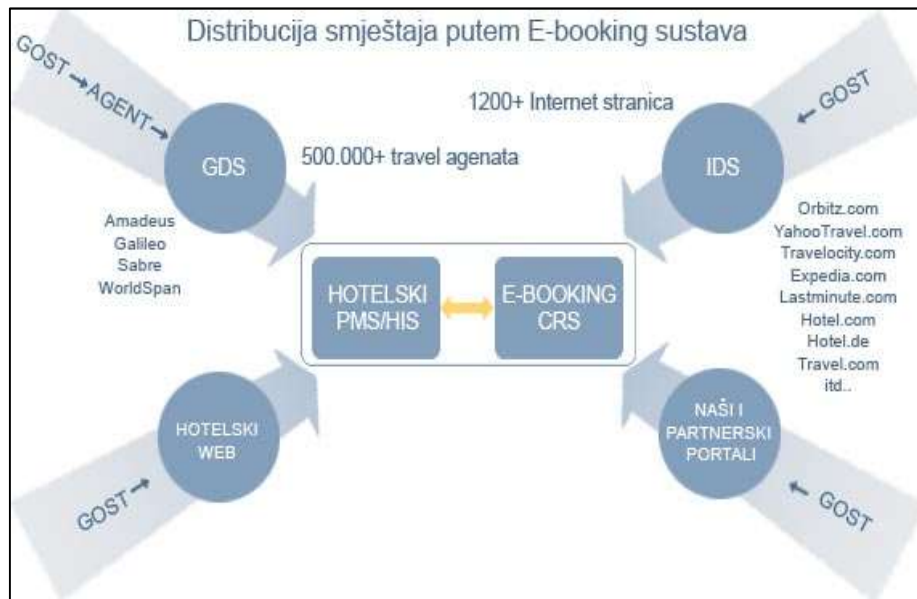 Distribucija smještaja putem E-booking sustava
GOST → AGENT →
GDS
500.000+ travel agenata
Amadeus
Galileo
Sabre
WorldSpan
1200+ Internet stranica
← GOST
IDS
Orbitz.com
YahooTravel.com
Travelocity.com
Expedia.com
Lastminute.com
Hotel.com
Hotel.de
Travel.com
itd..
HOTELSKI
PMS/HIS
E-BOOKING
CRS
HOTELSKI
WEB
GOST →
NAŠI I
PARTNERSKI
PORTALI
← GOST